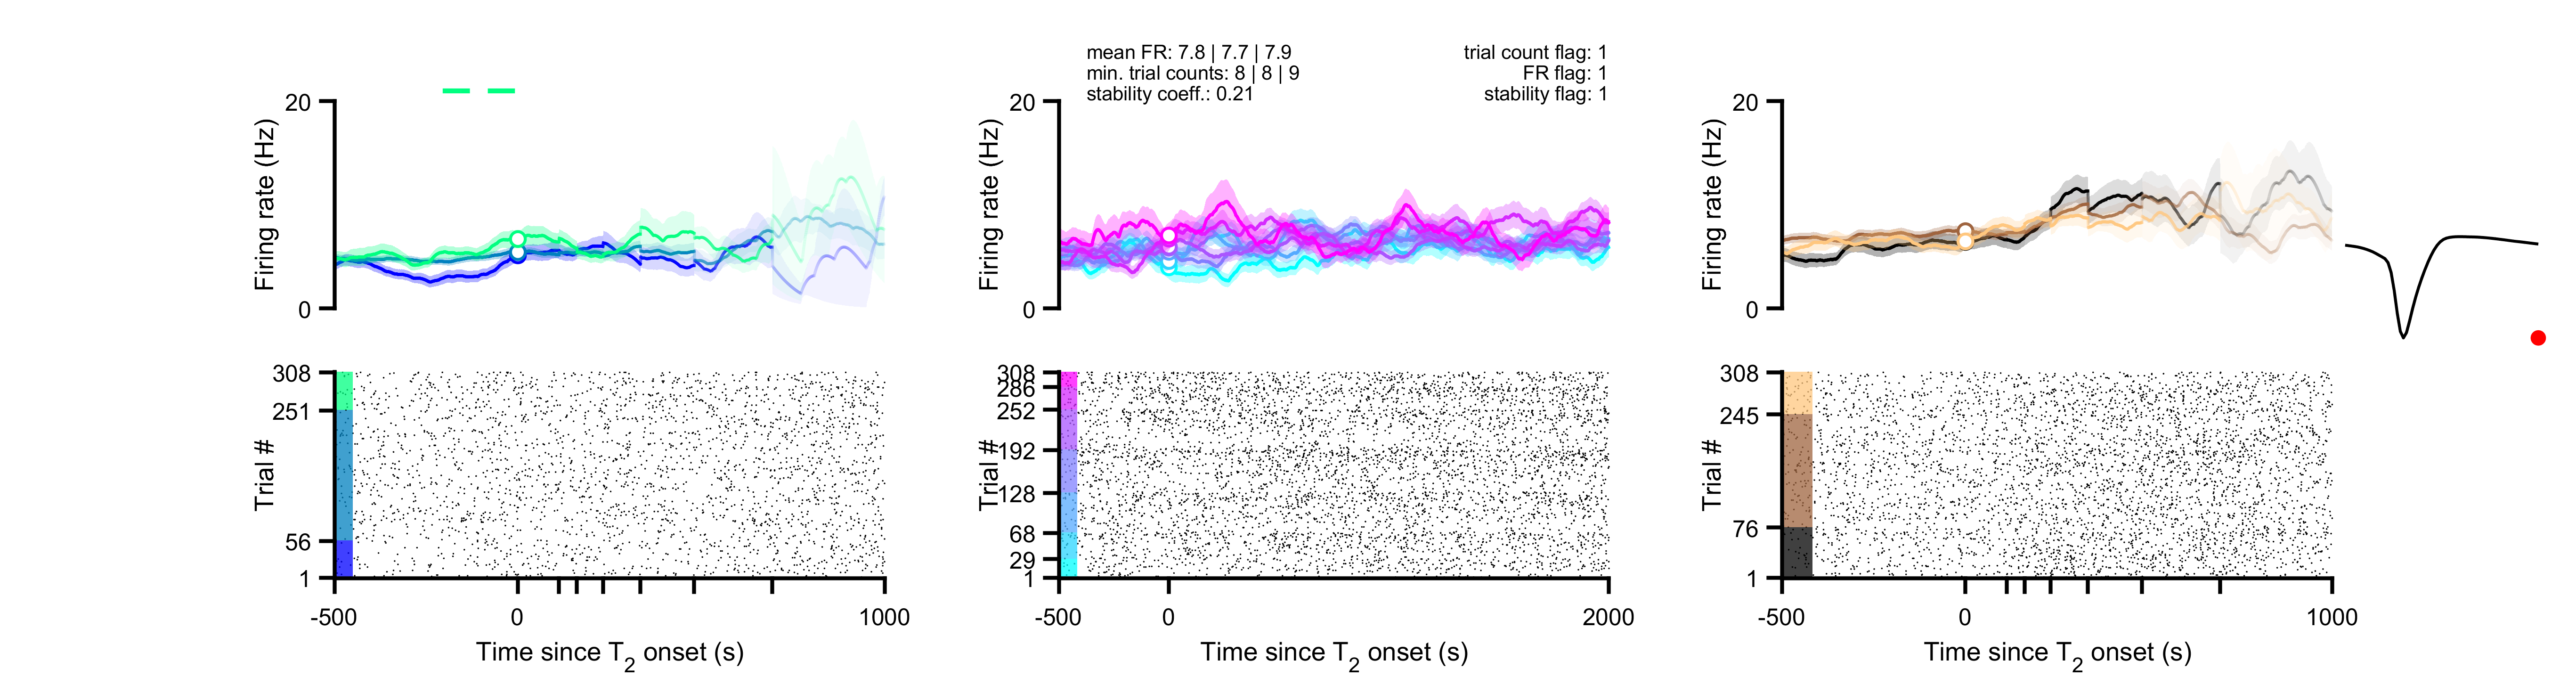 mean FR: 7.8 | 7.7 | 7.9
min. trial counts: 8 | 8 | 9
stability coeff.: 0.21
trial count flag: 1
FR flag: 1
stability flag: 1
20
Firing rate (Hz)
0
20
Firing rate (Hz)
0
20
Firing rate (Hz)
0
308
251
Trial #
56
1
-500
0
1000
Time since T2 onset (s)
308
286
252
192
Trial #
128
68
29
1
-500
0
2000
Time since T2 onset (s)
308
245
Trial #
76
1
-500
0
1000
Time since T2 onset (s)